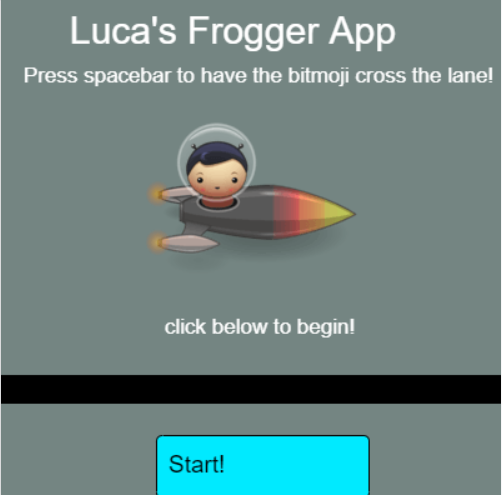 Luca's Frogger App
Press spacebar to have the bitmoji cross the lane!
click below to begin!
Start!